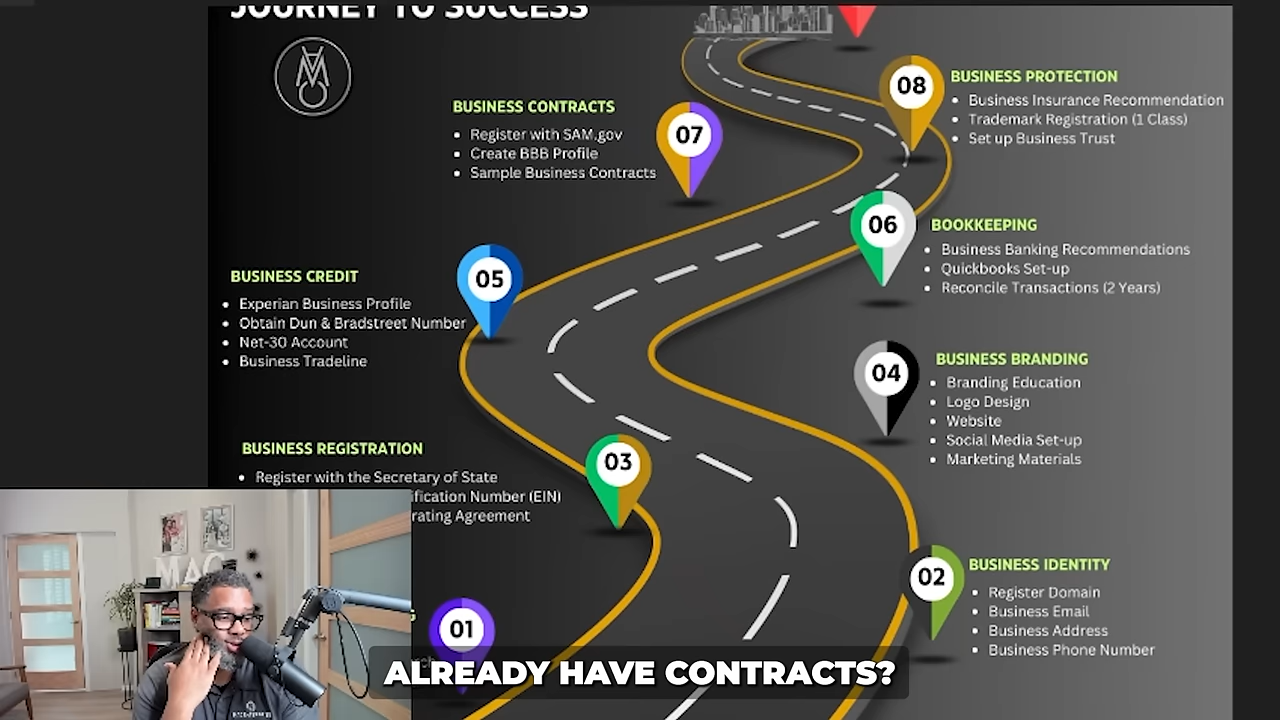 JOURNEY TO SUCCESS
08
BUSINESS PROTECTION
Business Insurance Recommendation
Trademark Registration (1 Class)
Set up Business Trust
BUSINESS CONTRACTS
Register with SAM.gov
Create BBB Profile
Sample Business Contracts
07
06
BOOKKEEPING
Business Banking Recommendations
Quickbooks Set-up
Reconcile Transactions (2 Years)
BUSINESS CREDIT
Experian Business Profile
Obtain Dun & Bradstreet Number
Net-30 Account
Business Tradeline
05
04
BUSINESS BRANDING
Branding Education
Logo Design
Website
Social Media Set-up
Marketing Materials
BUSINESS REGISTRATION
Register with the Secretary of State
ification Number (EIN)
rating Agreement
03
02
BUSINESS IDENTITY
Register Domain
Business Email
Business Address
Business Phone Number
01
MAC
ALREADY HAVE CONTRACTS?